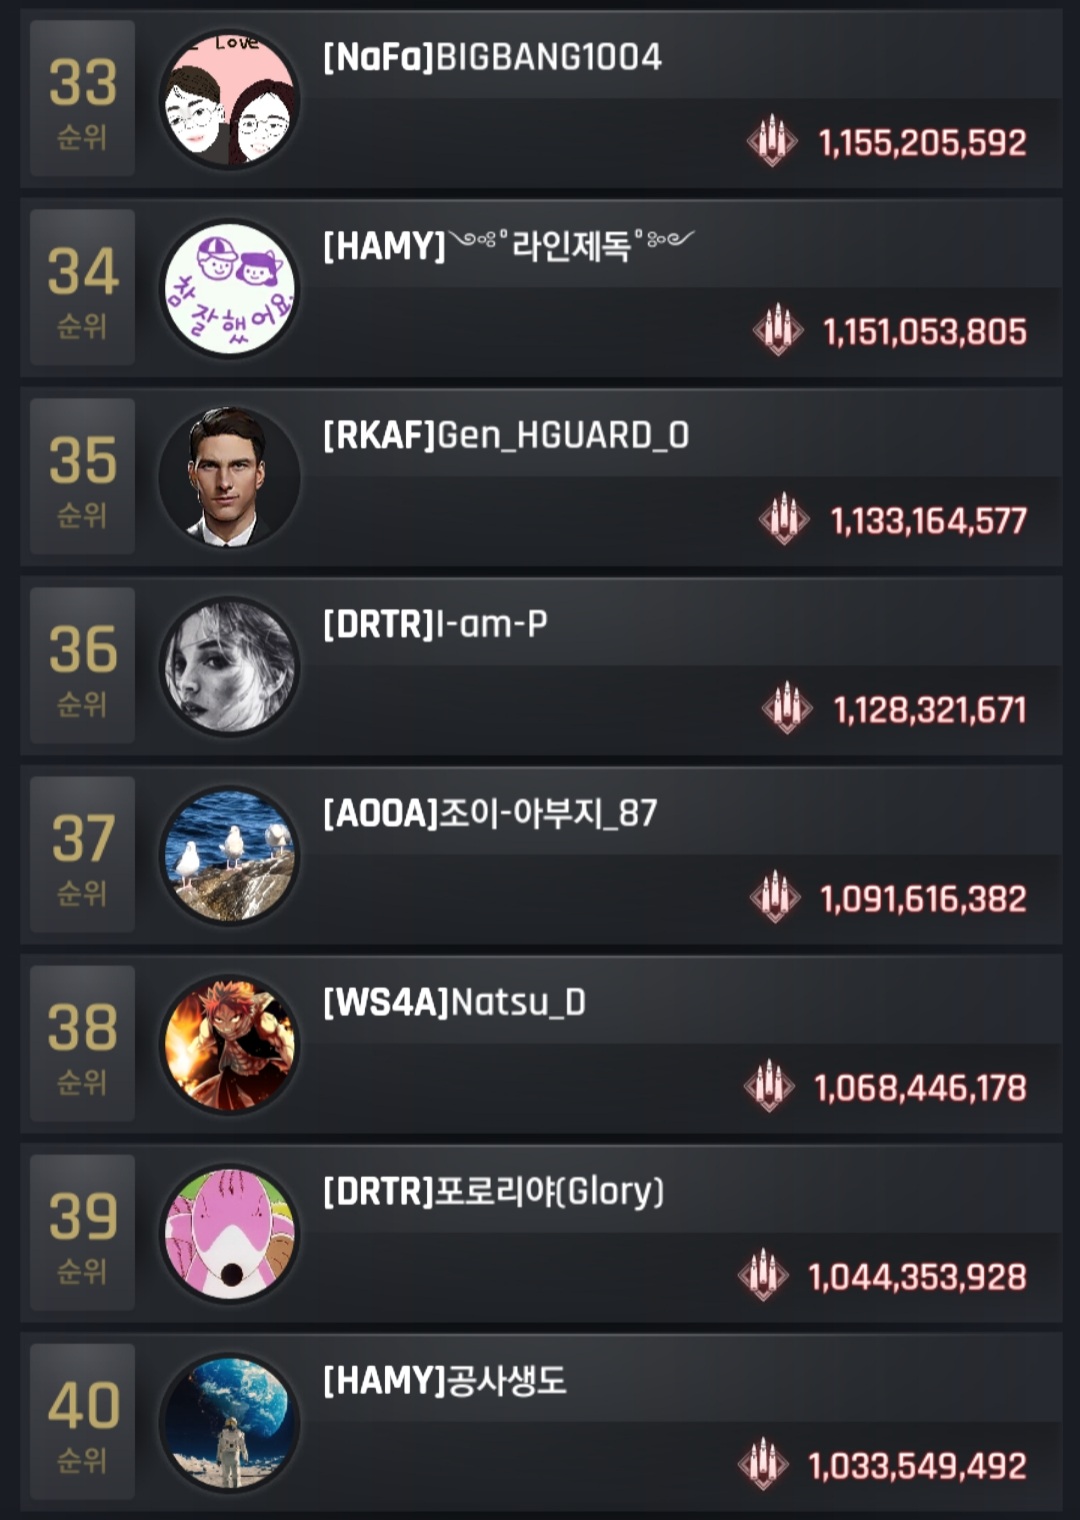 33
순위
Love
[NaFa]BIGBANG1004
1,155,205,592
34
순위
참 잘했어요
[HAMY]༺ஓ°라인제독°ஓ༻
1,151,053,805
35
순위
[RKAF]Gen_HGUARD_O
1,133,164,577
36
순위
[DRTR]I-am-P
1,128,321,671
37
순위
[AOOA]조이-아부지_87
1,091,616,382
38
순위
[WS4A]Natsu_D
1,068,446,178
39
순위
[DRTR]포로리야(Glory)
1,044,353,928
40
순위
[HAMY]공사생도
1,033,549,492